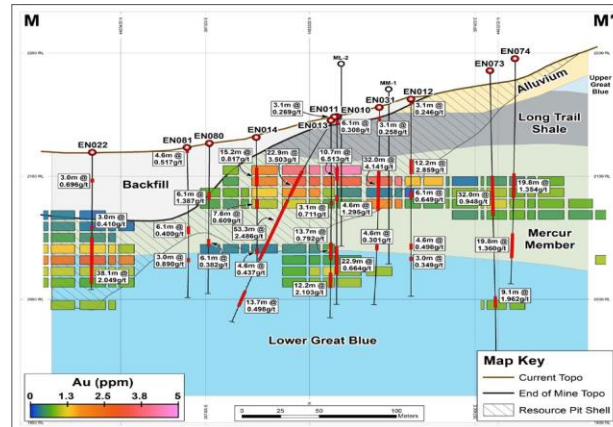 M
M'
ML-2
EN074
EN073
MM-1
EN012
EN011
EN010
EN031
EN013
EN014
EN080
EN081
EN022
Alluvium
Upper Great Blue
Long Trail Shale
Backfill
Mercur Member
Lower Great Blue
3.1m @ 0.269g/t
6.1m @ 0.308g/t
3.1m @ 0.258g/t
3.1m @ 0.246g/t
4.6m @ 0.517g/t
15.2m @ 0.817g/t
22.9m @ 3.503g/t
10.7m @ 6.513g/t
32.0m @ 4.141g/t
12.2m @ 2.859g/t
3.0m @ 0.696g/t
6.1m @ 1.387g/t
3.1m @ 0.711g/t
4.6m @ 1.295g/t
6.1m @ 0.649g/t
32.0m @ 0.948g/t
19.8m @ 1.354g/t
3.0m @ 0.410g/t
7.6m @ 0.609g/t
6.1m @ 0.400g/t
53.3m @ 2.486g/t
13.7m @ 0.792g/t
4.6m @ 0.301g/t
4.6m @ 0.498g/t
19.8m @ 1.360g/t
3.0m @ 0.890g/t
6.1m @ 0.382g/t
4.6m @ 0.437g/t
22.9m @ 0.664g/t
3.0m @ 0.349g/t
38.1m @ 2.049g/t
13.7m @ 0.496g/t
12.2m @ 2.103g/t
9.1m @ 1.962g/t
Au (ppm)
0 1.3 2.5 3.8 5
0 50 100
Meters
Map Key
Current Topo
End of Mine Topo
Resource Pit Shell